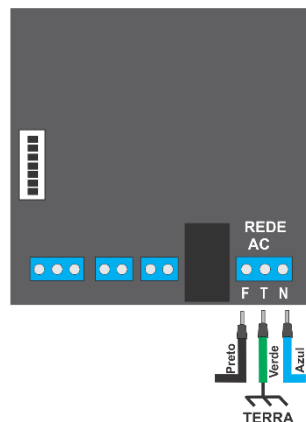 REDE
AC
F T N
Preto
Verde
Azul
TERRA